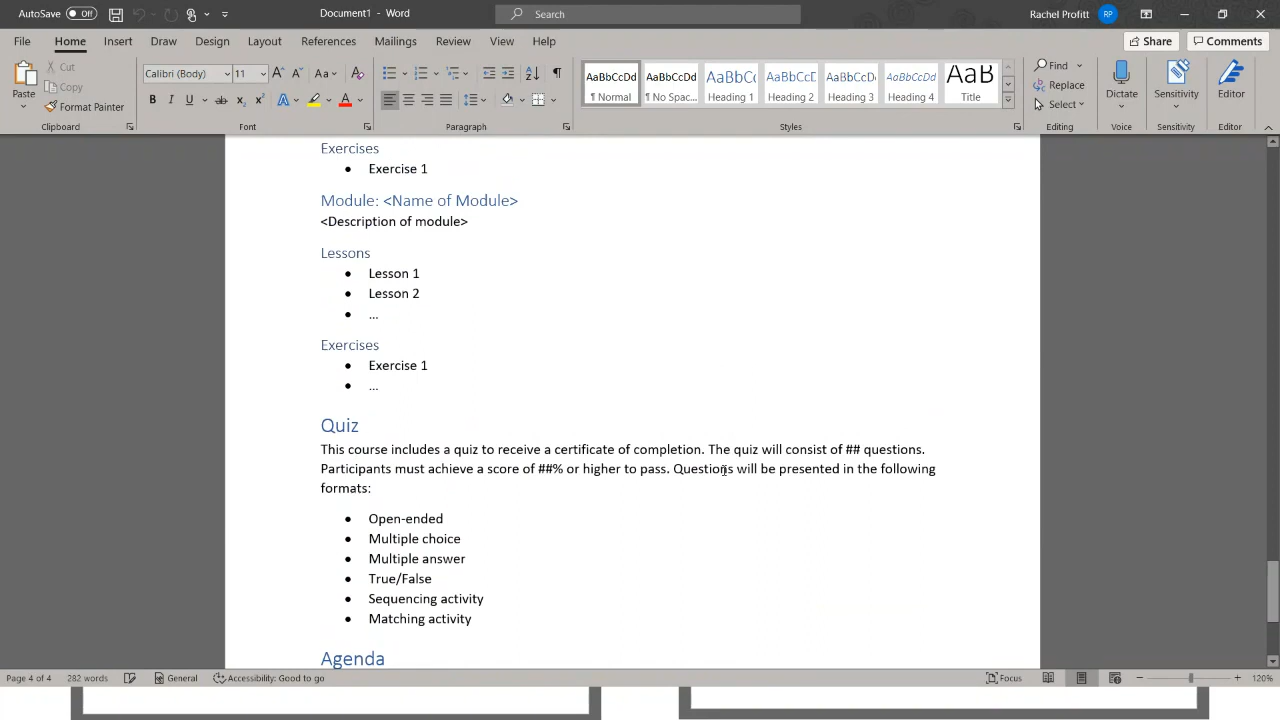 AutoSave Off Document1 - Word Search Rachel Profitt RP
File Home Insert Draw Design Layout References Mailings Review View Help Share Comments
Paste Cut Copy Format Painter
Calibri (Body) 11 A A Aa A
B I U ab x₂ x² A A
AaBbCcDd AaBbCcDd AaBbCc AaBbCcD AaBbCcD AaBbCcDd AaB
¶ Normal ¶ No Spac... Heading 1 Heading 2 Heading 3 Heading 4 Title
Find Replace Select
Dictate Sensitivity Editor
Clipboard Font Paragraph Styles Editing Voice Sensitivity Editor
Exercises
• Exercise 1
Module: <Name of Module>
<Description of module>
Lessons
• Lesson 1
• Lesson 2
• ...
Exercises
• Exercise 1
• ...
Quiz
This course includes a quiz to receive a certificate of completion. The quiz will consist of ## questions.
Participants must achieve a score of ##% or higher to pass. Questions will be presented in the following
formats:
• Open-ended
• Multiple choice
• Multiple answer
• True/False
• Sequencing activity
• Matching activity
Agenda
Page 4 of 4 282 words General Accessibility: Good to go Focus 120%